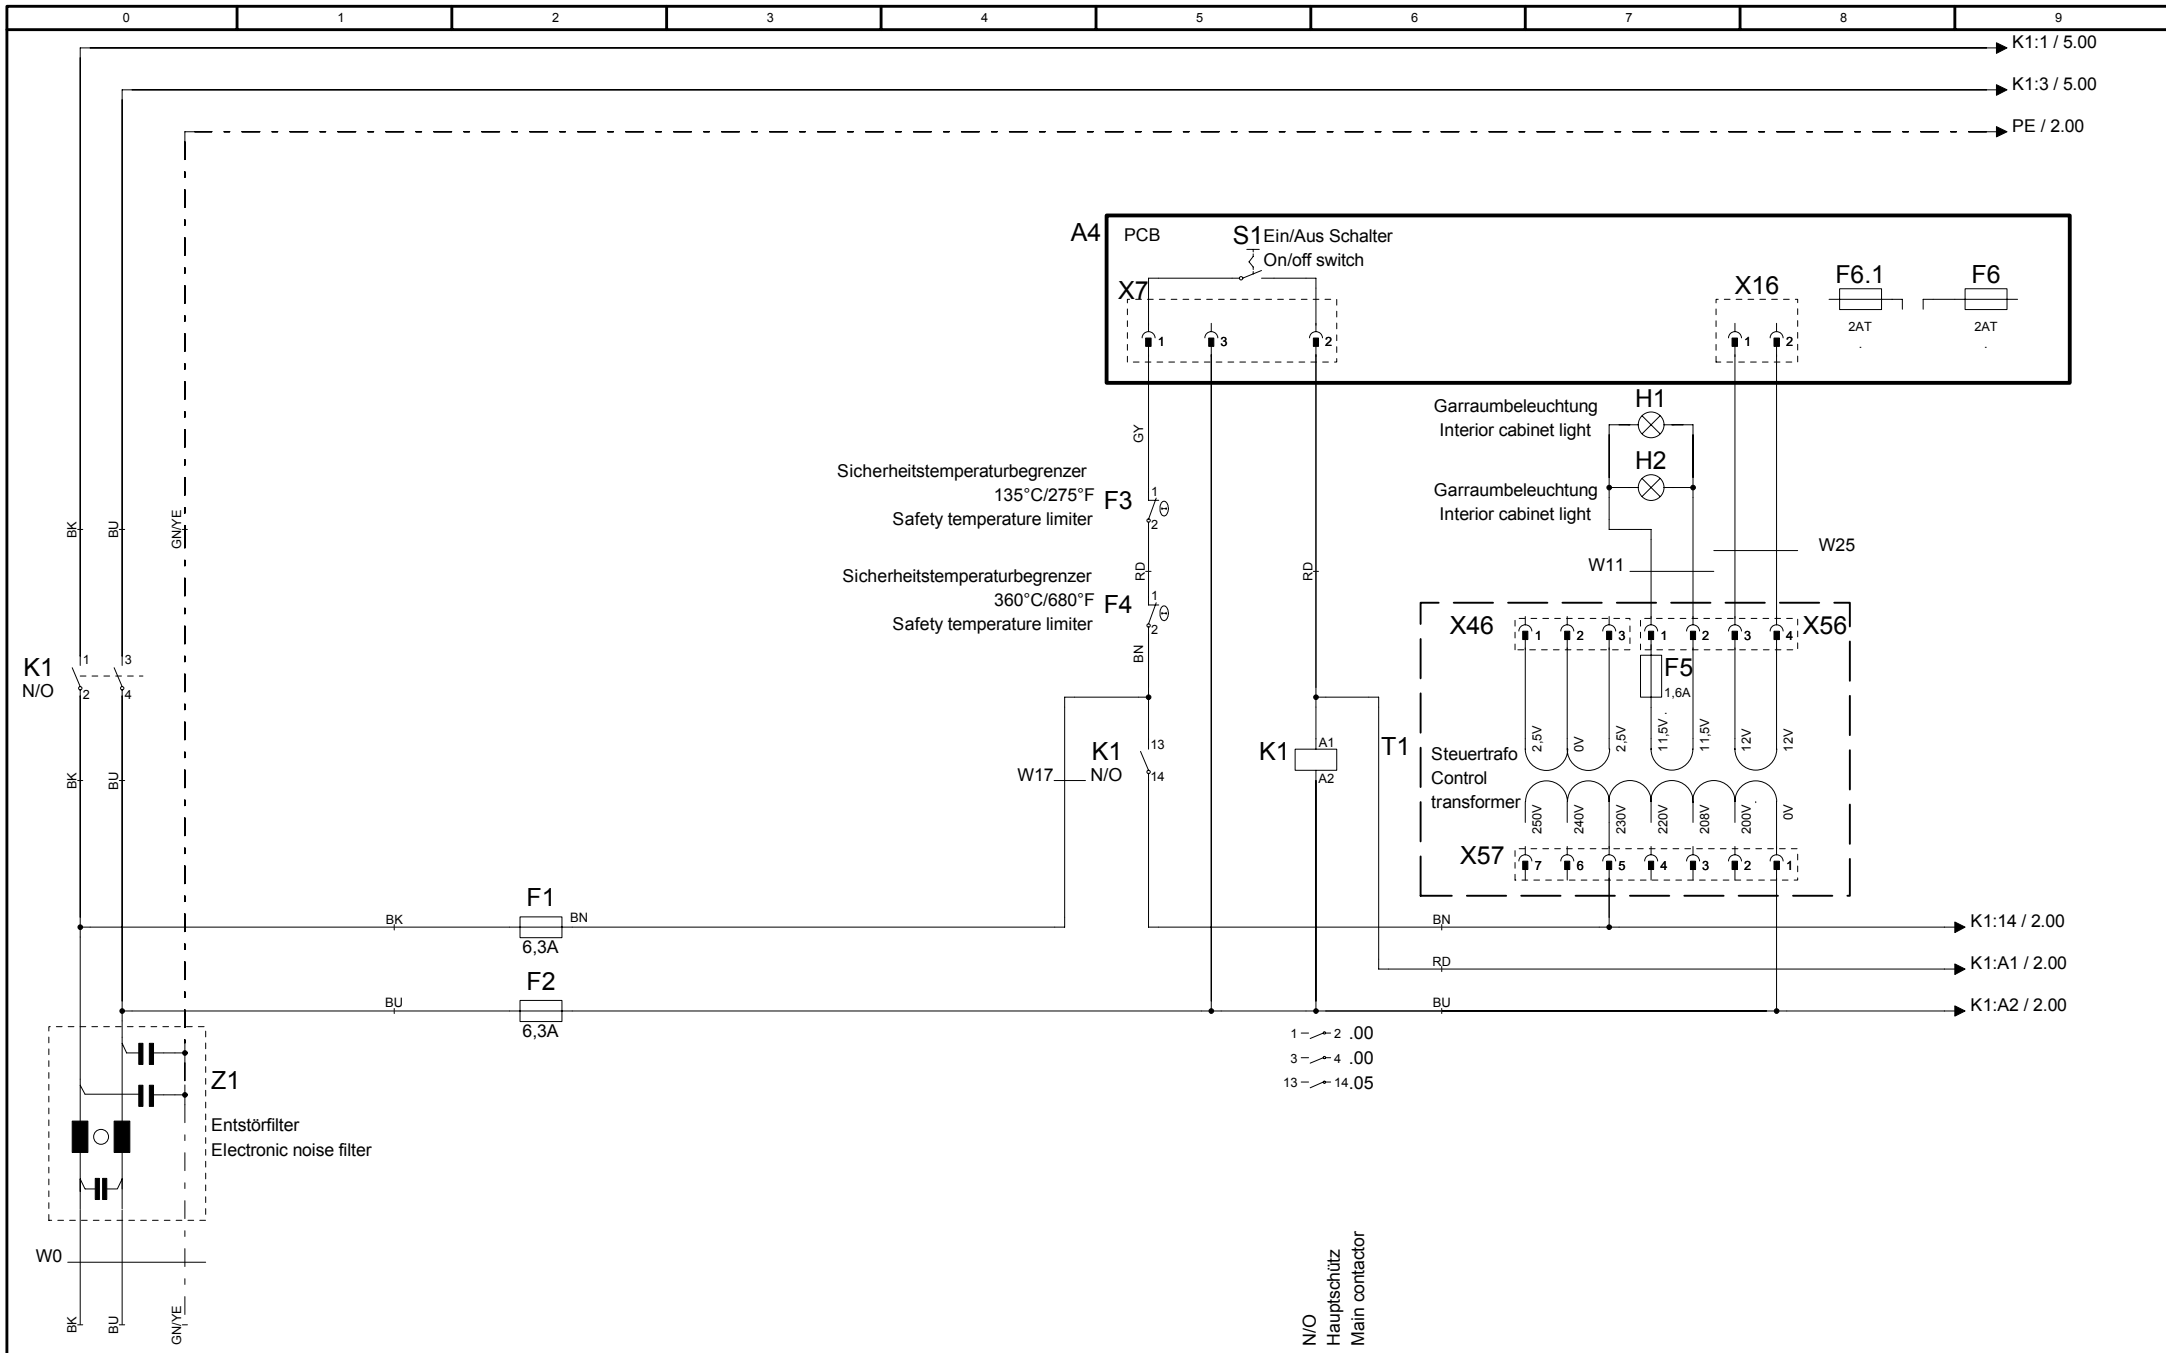 0 1 2 3 4 5 6 7 8 9
K1:1 / 5.00
K1:3 / 5.00
PE / 2.00
A4 PCB
S1 Ein/Aus Schalter
On/off switch
X7
1 3 2
X16
1 2
F6.1
2AT
F6
2AT
GY
Garraumbeleuchtung
Interior cabinet light
H1
Garraumbeleuchtung
Interior cabinet light
H2
Sicherheitstemperaturbegrenzer
135°C/275°F
Safety temperature limiter
F3
1
2
RD
Sicherheitstemperaturbegrenzer
360°C/680°F
Safety temperature limiter
F4
1
2
BN
RD
W11
W25
BK BU GN/YE
K1
N/O
1 3
2 4
BK BU
X46
1 2 3
1 2 3 4
X56
F5
1,6A
2,5V 0V 2,5V 11,5V 11,5V 12V 12V
T1
Steuertrafo
Control
transformer
250V 240V 230V 220V 208V 200V 0V
X57
7 6 5 4 3 2 1
W17
K1
N/O
13
14
K1
A1
A2
BK
F1
6,3A
BN
BN
K1:14 / 2.00
RD
K1:A1 / 2.00
BU
F2
6,3A
BU
K1:A2 / 2.00
1 2 .00
3 4 .00
13 14 .05
Z1
Entstörfilter
Electronic noise filter
W0
BK BU GN/YE
N/O
Hauptschütz
Main contactor